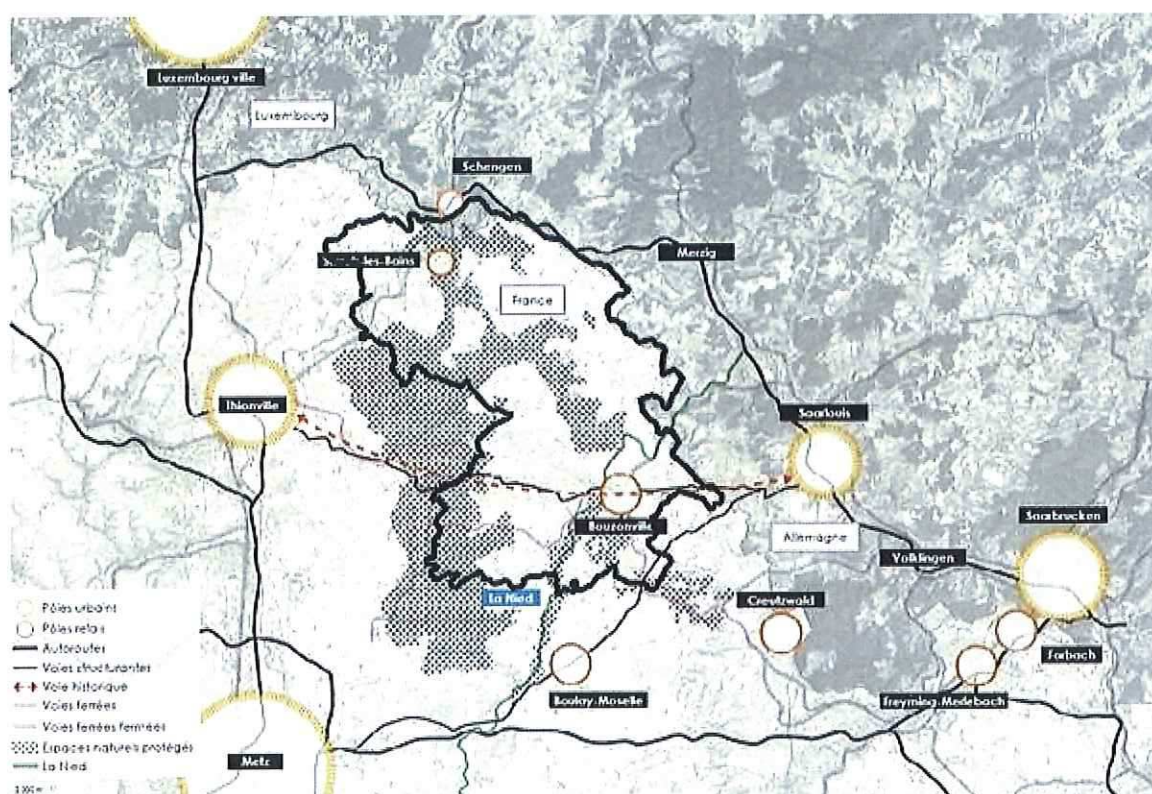 Luxembourg ville
Luxembourg
Schengen
Merzig
France
Thionville
Saarlouis
Bouzonville
Saarbrucken
Allemagne
Volklingen
La Nied
Creutzwald
Forbach
Boulay-Moselle
Freyming-Merlebach
Metz
Pôles urbains
Pôles relais
Autoroutes
Voies structurantes
Voie historique
Voies ferrées
Voies ferrées fermées
Espaces naturels protégés
La Nied